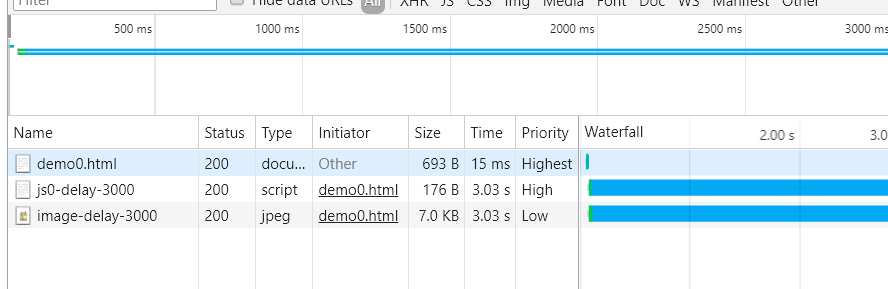 Filter Hide data URLs All XHR JS CSS Img Media Font Doc WS Manifest Other
500 ms 1000 ms 1500 ms 2000 ms 2500 ms 3000 ms
Name Status Type Initiator Size Time Priority Waterfall 2.00 s 3.0
demo0.html 200 docu... Other 693 B 15 ms Highest
js0-delay-3000 200 script demo0.html 176 B 3.03 s High
image-delay-3000 200 jpeg demo0.html 7.0 KB 3.03 s Low